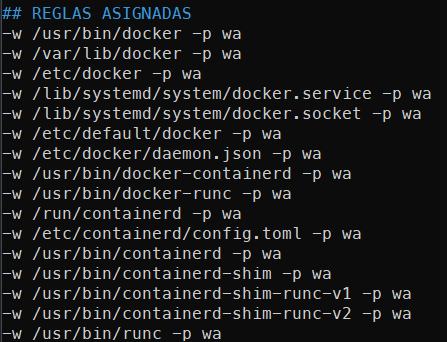 ## REGLAS ASIGNADAS
-w /usr/bin/docker -p wa
-w /var/lib/docker -p wa
-w /etc/docker -p wa
-w /lib/systemd/system/docker.service -p wa
-w /lib/systemd/system/docker.socket -p wa
-w /etc/default/docker -p wa
-w /etc/docker/daemon.json -p wa
-w /usr/bin/docker-containerd -p wa
-w /usr/bin/docker-runc -p wa
-w /run/containerd -p wa
-w /etc/containerd/config.toml -p wa
-w /usr/bin/containerd -p wa
-w /usr/bin/containerd-shim -p wa
-w /usr/bin/containerd-shim-runc-v1 -p wa
-w /usr/bin/containerd-shim-runc-v2 -p wa
-w /usr/bin/runc -p wa